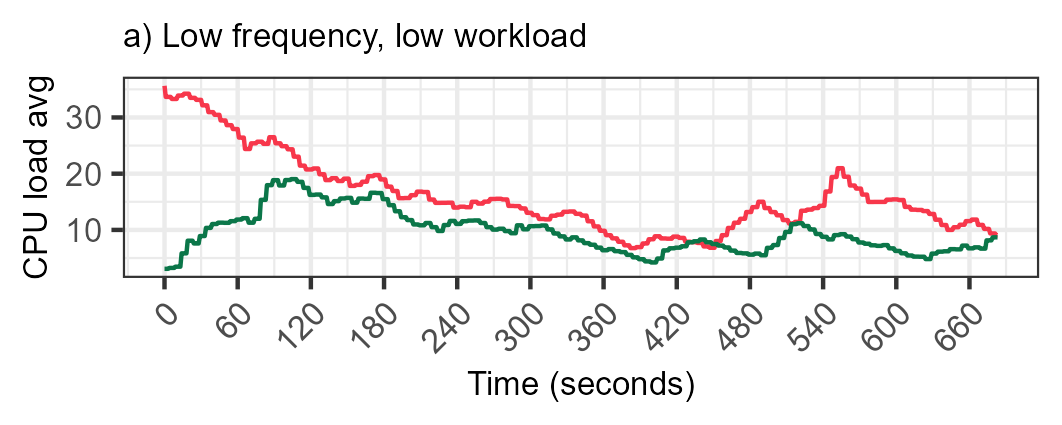 a) Low frequency, low workload
CPU load avg
30
20
10
0 60 120 180 240 300 360 420 480 540 600 660
Time (seconds)